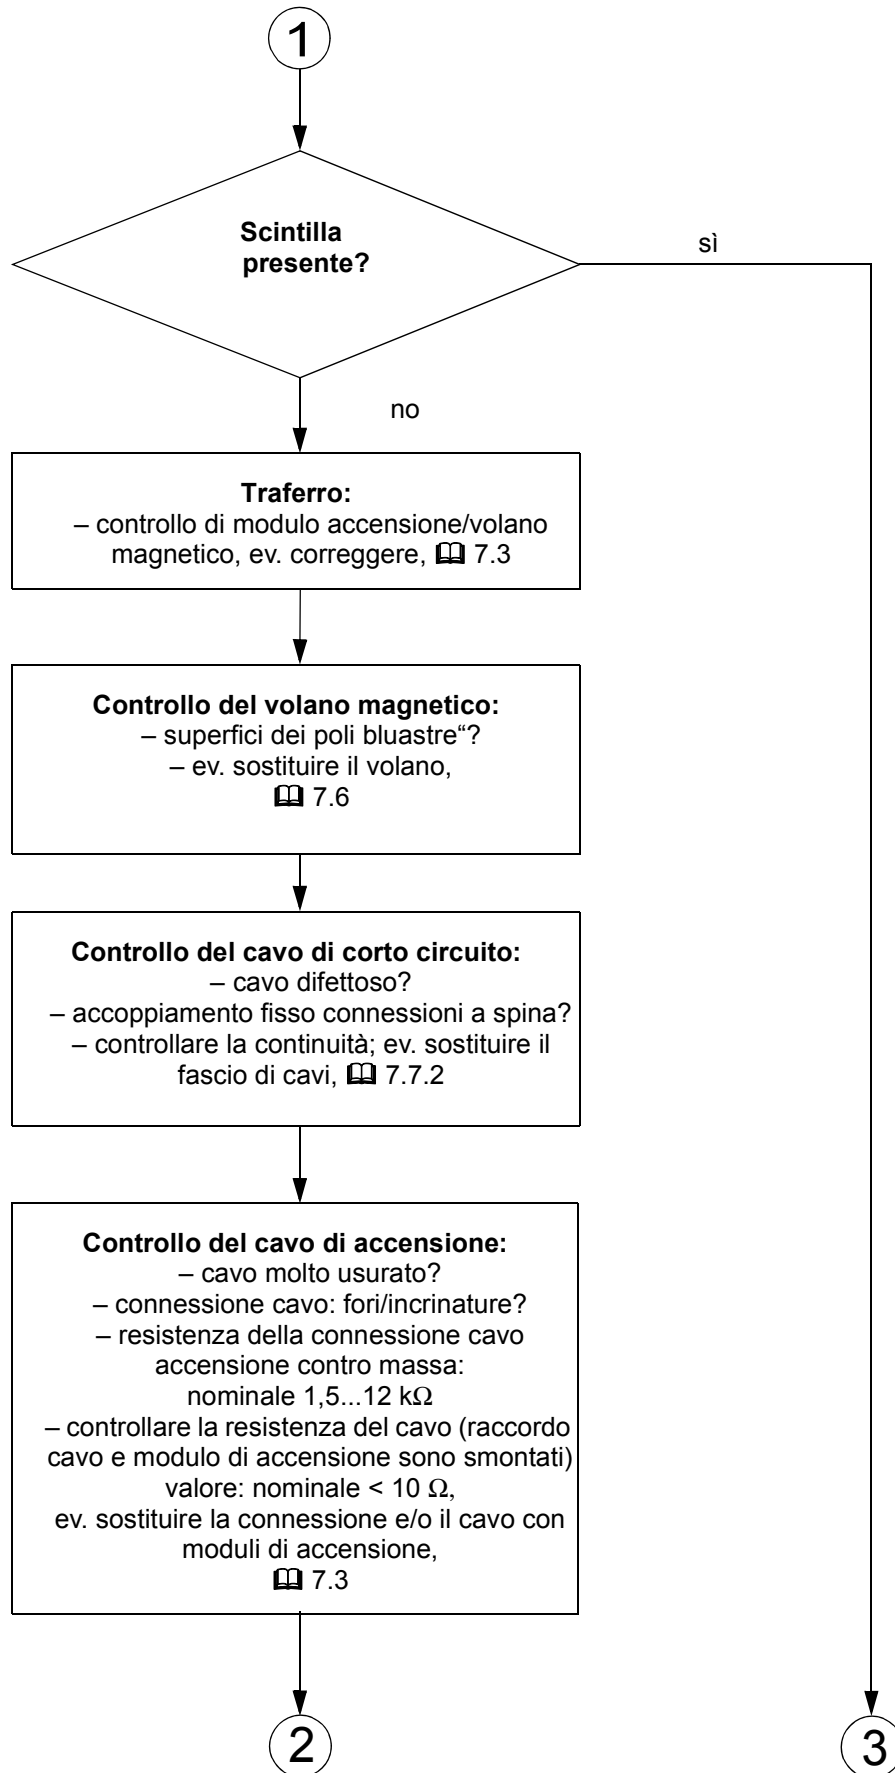 1
Scintilla
presente?
sì
no
Traferro:
– controllo di modulo accensione/volano
magnetico, ev. correggere, 🕮 7.3
Controllo del volano magnetico:
– superfici dei poli bluastre“?
– ev. sostituire il volano,
🕮 7.6
Controllo del cavo di corto circuito:
– cavo difettoso?
– accoppiamento fisso connessioni a spina?
– controllare la continuità; ev. sostituire il
fascio di cavi, 🕮 7.7.2
Controllo del cavo di accensione:
– cavo molto usurato?
– connessione cavo: fori/incrinature?
– resistenza della connessione cavo
accensione contro massa:
nominale 1,5...12 kΩ
– controllare la resistenza del cavo (raccordo
cavo e modulo di accensione sono smontati)
valore: nominale < 10 Ω,
ev. sostituire la connessione e/o il cavo con
moduli di accensione,
🕮 7.3
2
3